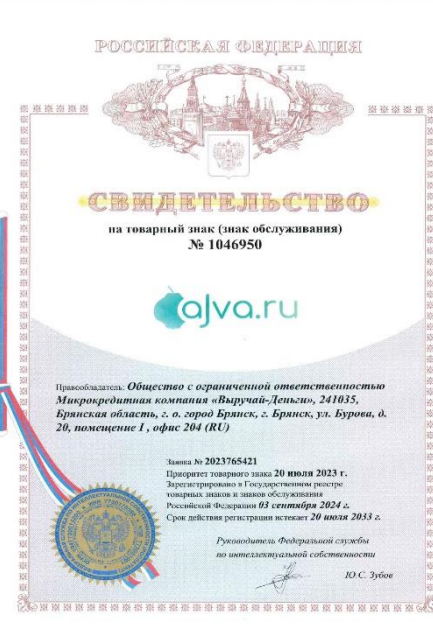 РОССИЙСКАЯ ФЕДЕРАЦИЯ
СВИДЕТЕЛЬСТВО
на товарный знак (знак обслуживания)
№ 1046950
ajva.ru
Правообладатель: Общество с ограниченной ответственностью
Микрокредитная компания «Выручай-Деньги», 241035,
Брянская область, г. о. город Брянск, г. Брянск, ул. Бурова, д.
20, помещение I, офис 204 (RU)
Заявка № 2023765421
Приоритет товарного знака 20 июля 2023 г.
Зарегистрировано в Государственном реестре
товарных знаков и знаков обслуживания
Российской Федерации 03 сентября 2024 г.
Срок действия регистрации истекает 20 июля 2033 г.
Руководитель Федеральной службы
по интеллектуальной собственности
Ю.С. Зубов